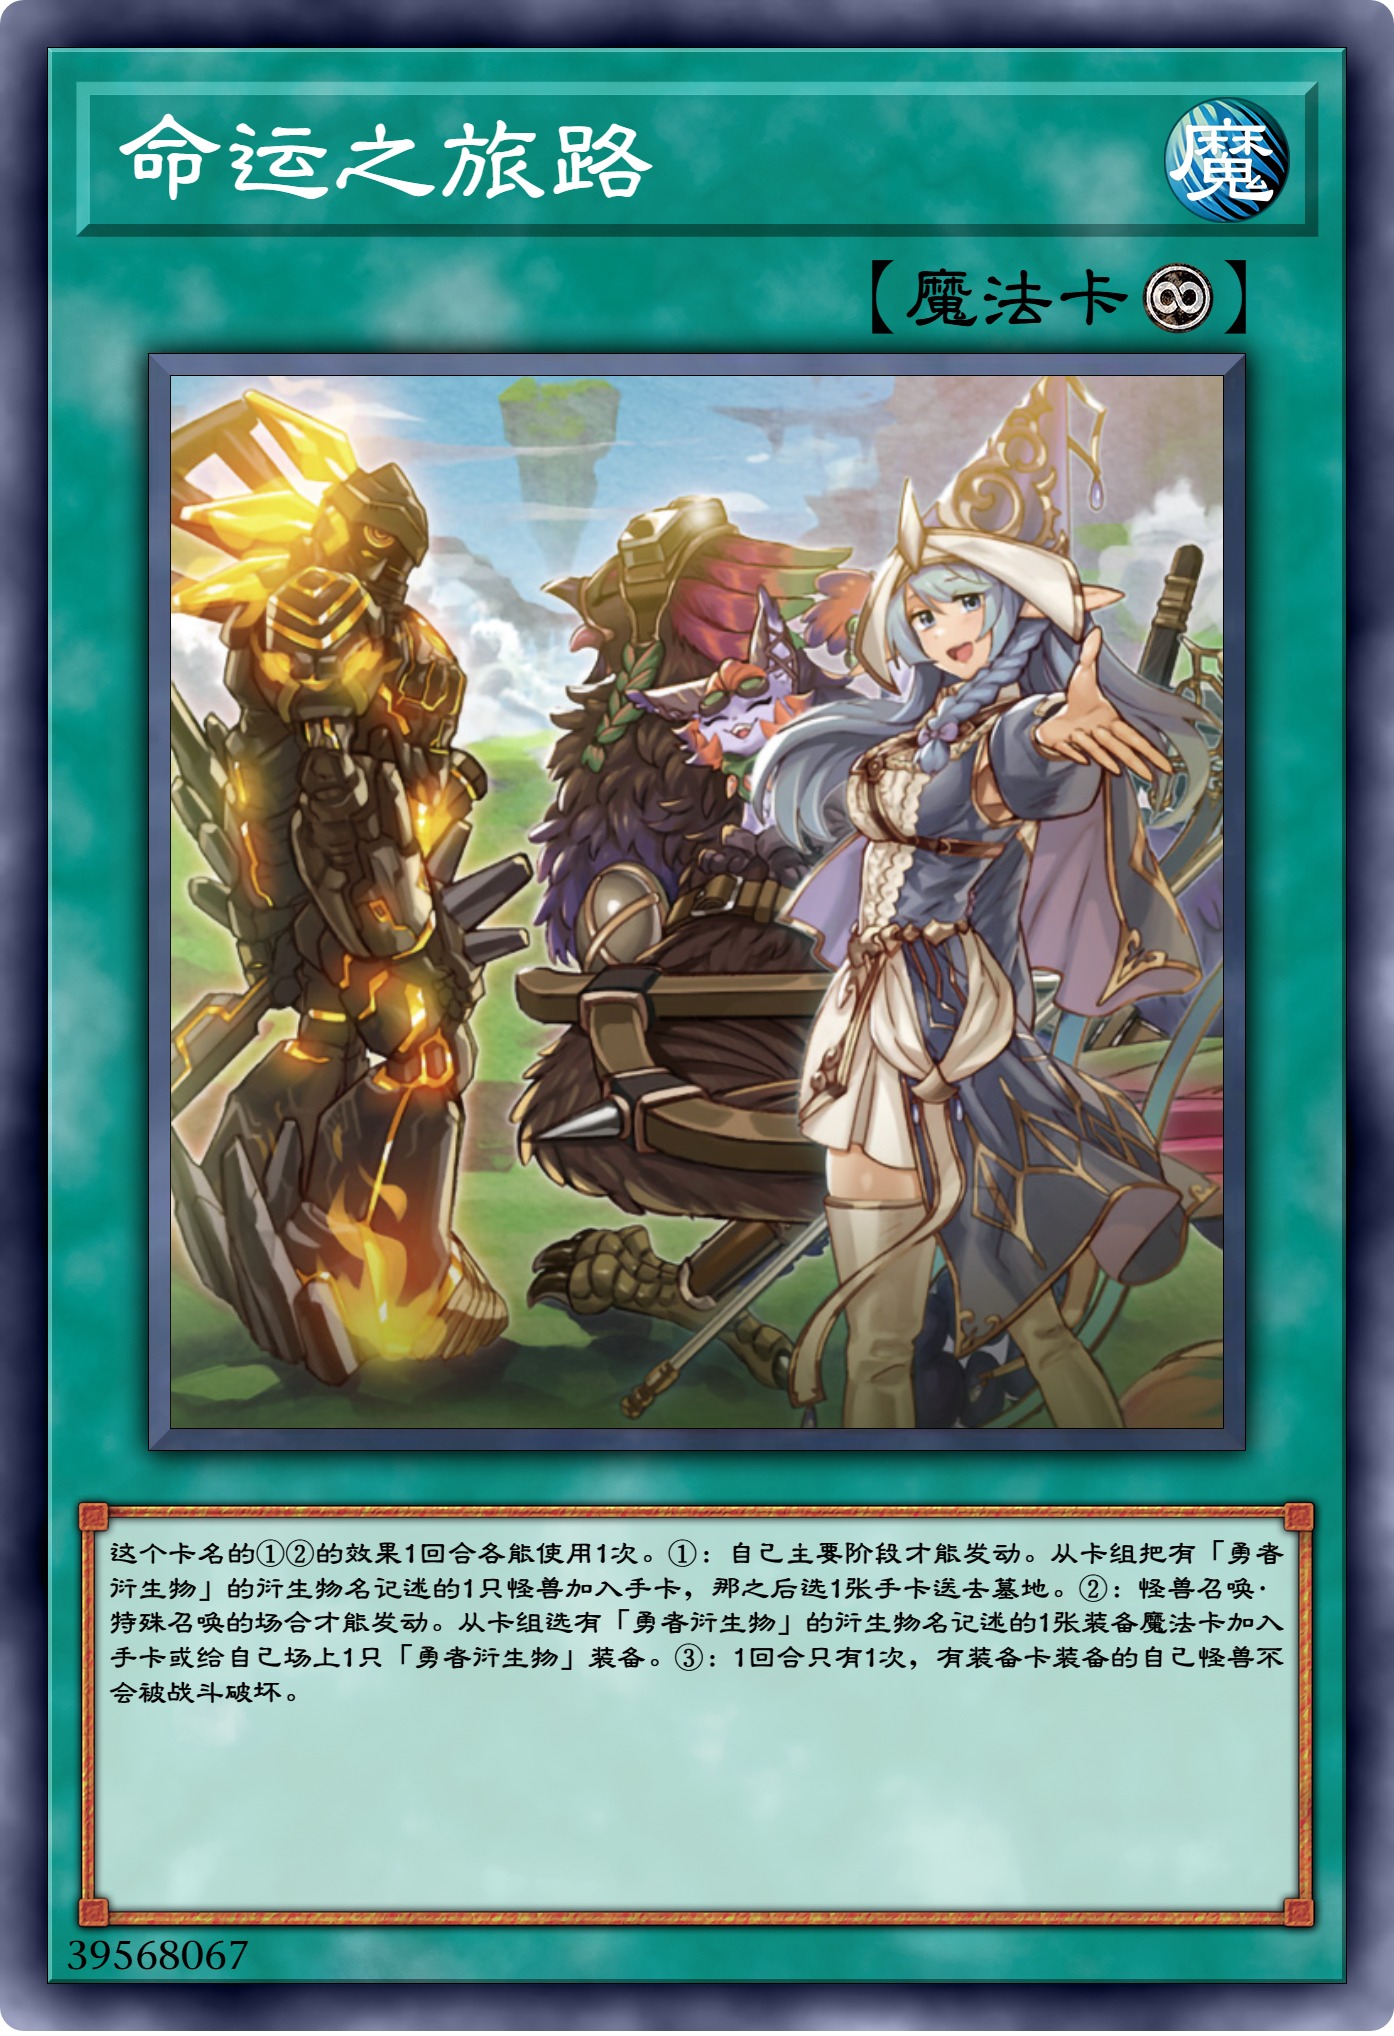 命运之旅路
魔
【魔法卡】
这个卡名的①②的效果1回合各能使用1次。①：自己主要阶段才能发动。从卡组把有「勇者
衍生物」的衍生物名记述的1只怪兽加入手卡，那之后选1张手卡送去墓地。②：怪兽召唤·
特殊召唤的场合才能发动。从卡组选有「勇者衍生物」的衍生物名记述的1张装备魔法卡加入
手卡或给自己场上1只「勇者衍生物」装备。③：1回合只有1次，有装备卡装备的自己怪兽不
会被战斗破坏。
39568067